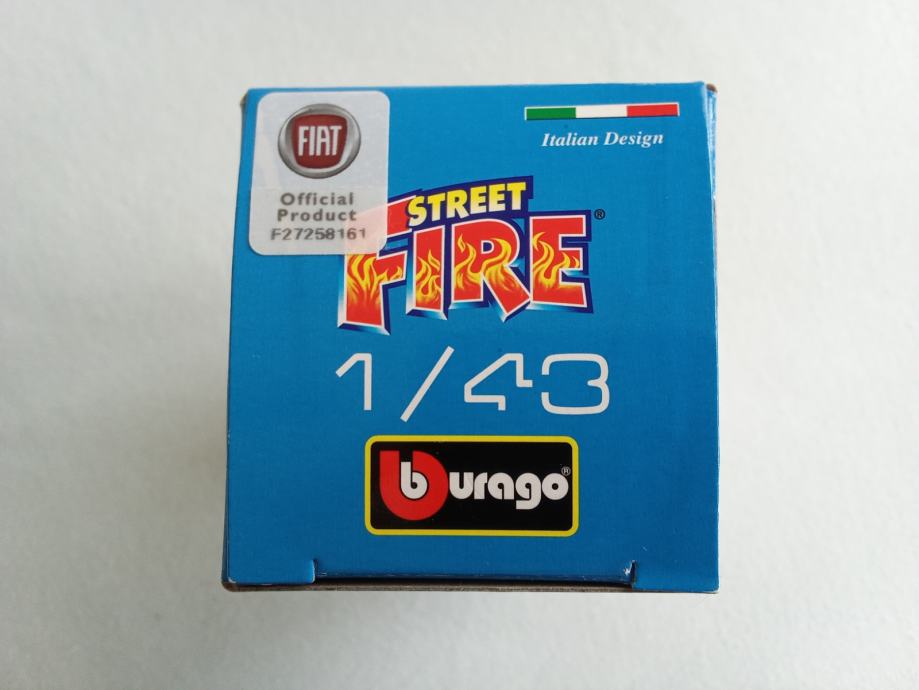 FIAT
Official
Product
F27258161
Italian Design
STREET
FIRE®
1/43
burago®